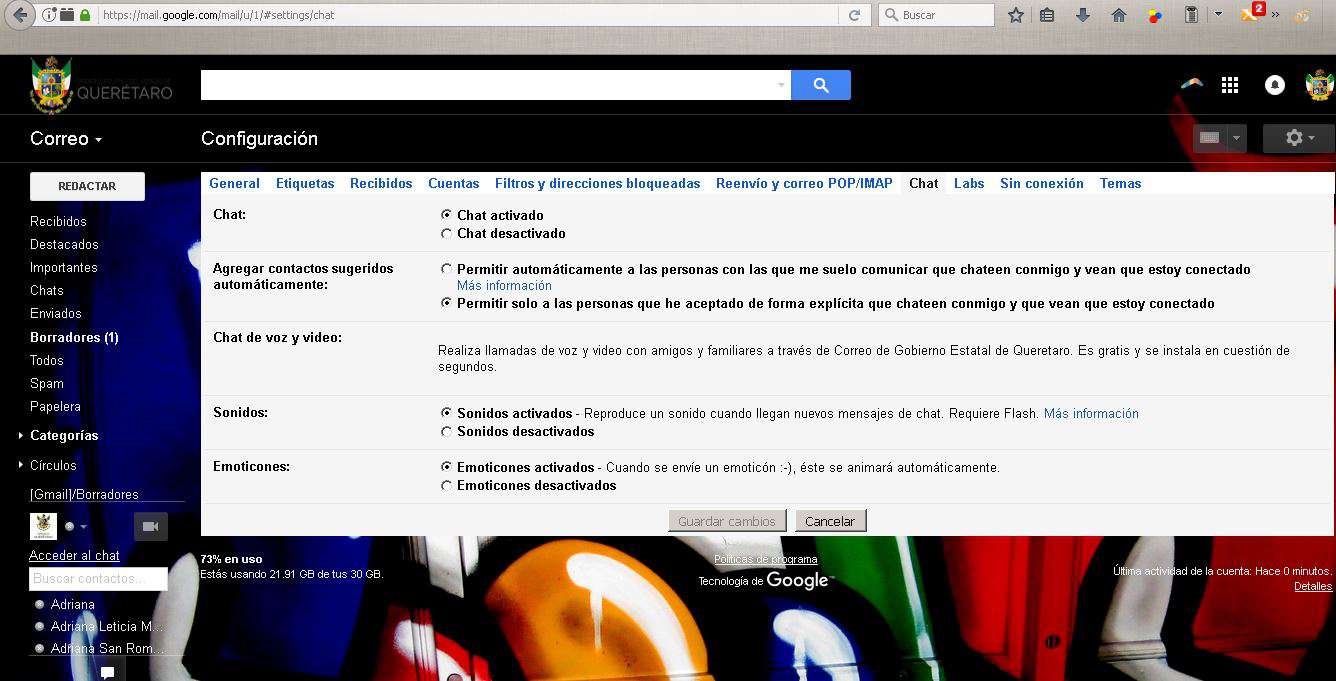 https://mail.google.com/mail/u/1/#settings/chat
Buscar
2
QUERÉTARO
Correo
Configuración
REDACTAR
General Etiquetas Recibidos Cuentas Filtros y direcciones bloqueadas Reenvío y correo POP/IMAP Chat Labs Sin conexión Temas
Recibidos
Destacados
Importantes
Chats
Enviados
Borradores (1)
Todos
Spam
Papelera
Categorías
Círculos
[Gmail]/Borradores
Acceder al chat
Buscar contactos...
Adriana
Adriana Leticia M...
Adriana San Rom...
Chat:
Chat activado
Chat desactivado
Agregar contactos sugeridos
automáticamente:
Permitir automáticamente a las personas con las que me suelo comunicar que chateen conmigo y vean que estoy conectado
Más información
Permitir solo a las personas que he aceptado de forma explícita que chateen conmigo y que vean que estoy conectado
Chat de voz y video:
Realiza llamadas de voz y video con amigos y familiares a través de Correo de Gobierno Estatal de Queretaro. Es gratis y se instala en cuestión de
segundos.
Sonidos:
Sonidos activados - Reproduce un sonido cuando llegan nuevos mensajes de chat. Requiere Flash. Más información
Sonidos desactivados
Emoticones:
Emoticones activados - Cuando se envíe un emoticón :-), éste se animará automáticamente.
Emoticones desactivados
Guardar cambios Cancelar
73% en uso
Estás usando 21.91 GB de tus 30 GB.
Políticas de programa
Tecnología de Google
Última actividad de la cuenta: Hace 0 minutos.
Detalles